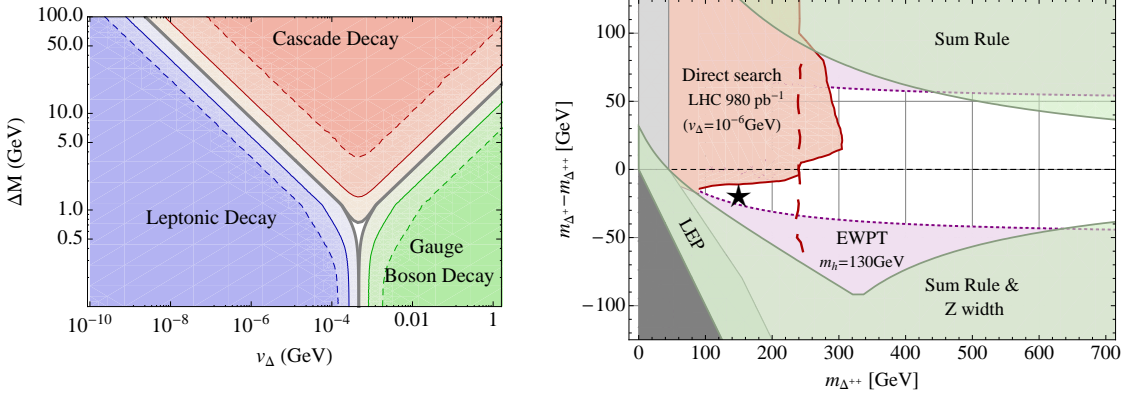 100.0
50.0
10.0
5.0
1.0
0.5
ΔM (GeV)
Cascade Decay
Leptonic Decay
Gauge
Boson Decay
10⁻¹⁰
10⁻⁸
10⁻⁶
10⁻⁴
0.01
1
v_Δ (GeV)
100
50
0
−50
−100
m_Δ⁺−m_Δ⁺⁺ [GeV]
Sum Rule
Direct search
LHC 980 pb⁻¹
(v_Δ=10⁻⁶GeV)
LEP
EWPT
m_h=130GeV
Sum Rule &
Z width
0
100
200
300
400
500
600
700
m_Δ⁺⁺ [GeV]